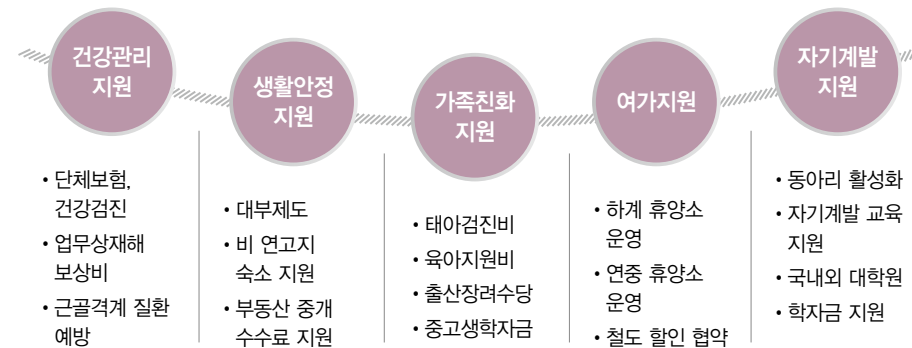 건강관리
지원
• 단체보험,
건강검진
• 업무상재해
보상비
• 근골격계 질환
예방
생활안정
지원
• 대부제도
• 비 연고지
숙소 지원
• 부동산 중개
수수료 지원
가족친화
지원
• 태아검진비
• 육아지원비
• 출산장려수당
• 중고생학자금
여가지원
• 하계 휴양소
운영
• 연중 휴양소
운영
• 철도 할인 협약
자기계발
지원
• 동아리 활성화
• 자기계발 교육
지원
• 국내외 대학원
• 학자금 지원